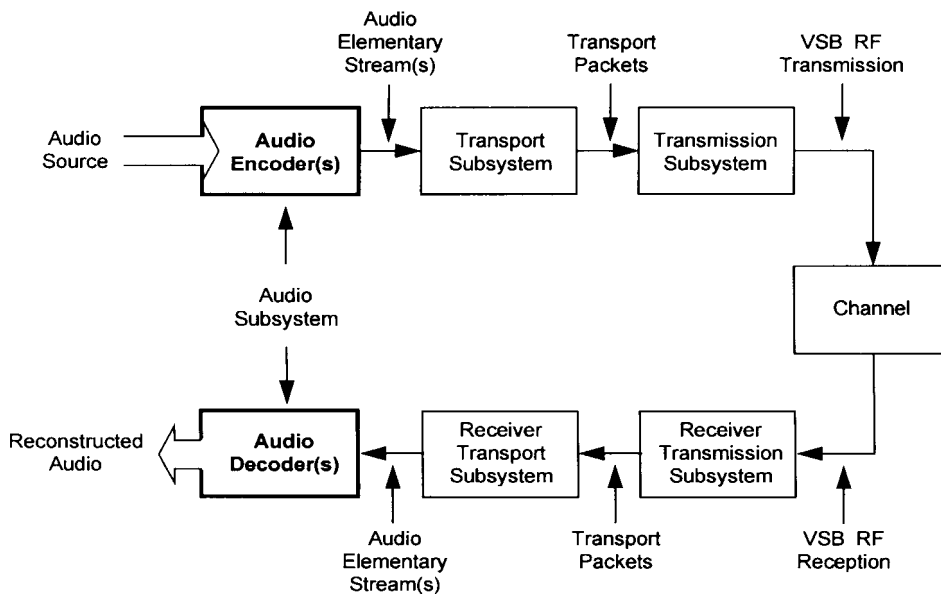 Audio
Elementary
Stream(s)
Transport
Packets
VSB RF
Transmission
Audio
Source
Audio
Encoder(s)
Transport
Subsystem
Transmission
Subsystem
Audio
Subsystem
Channel
Reconstructed
Audio
Audio
Decoder(s)
Receiver
Transport
Subsystem
Receiver
Transmission
Subsystem
Audio
Elementary
Stream(s)
Transport
Packets
VSB RF
Reception